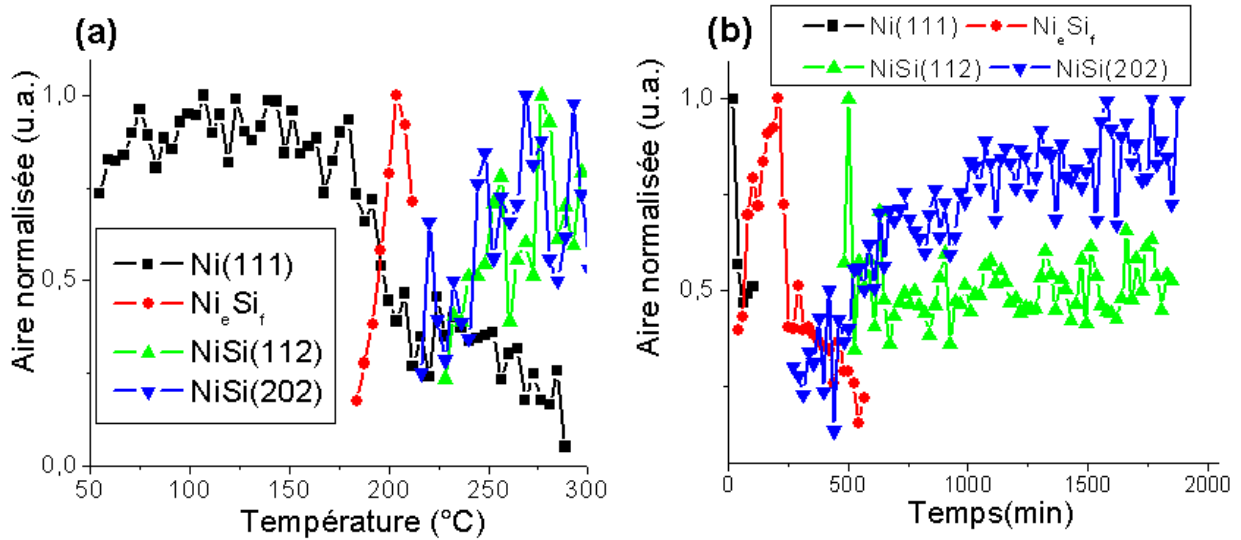 (a)
Aire normalisée (u.a.)
1,0
0,5
0,0
Ni(111)
NieSif
NiSi(112)
NiSi(202)
50 100 150 200 250 300
Température (°C)
(b)
Ni(111) NieSif
NiSi(112) NiSi(202)
Aire normalisée (u.a.)
1,0
0,5
0 500 1000 1500 2000
Temps(min)